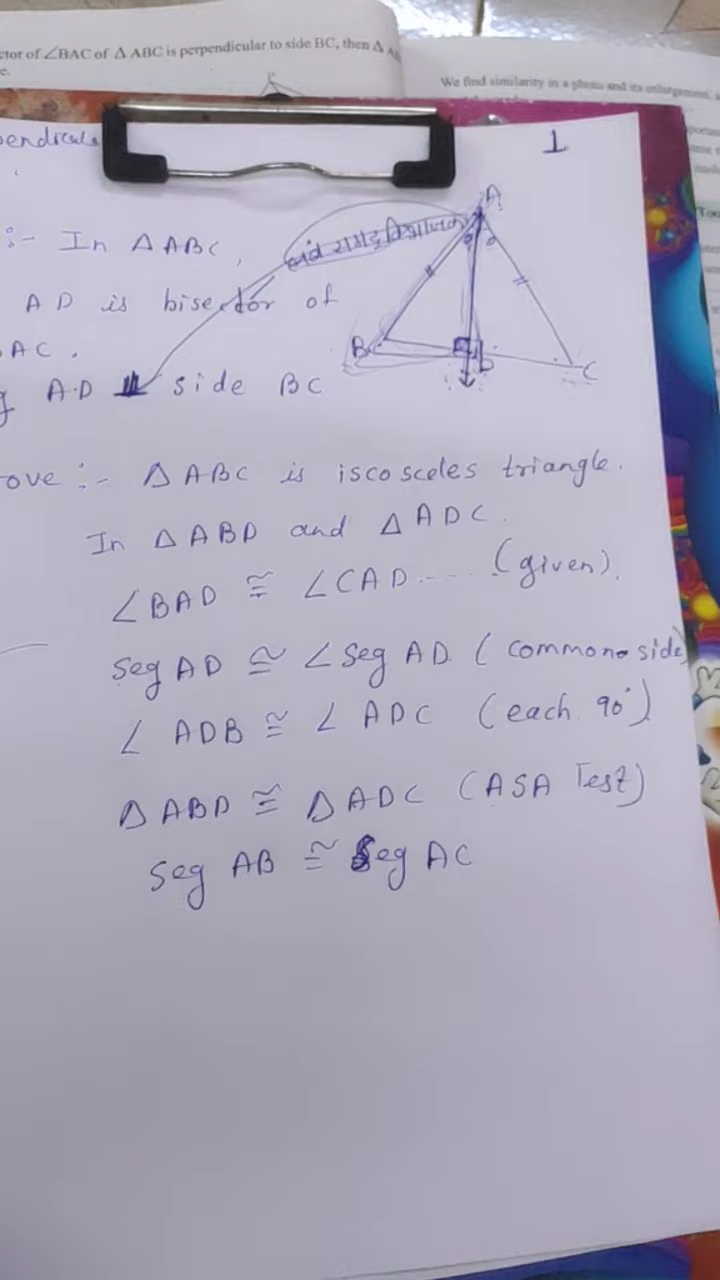 ctor of ∠BAC of Δ ABC is perpendicular to side BC, then Δ
e.
P
We find similarity in a photo and its enlargement,
1
:- In Δ ABC,
AD is bisector of
AC.
g AD ⊥ side BC
A
B
D
C
ove :- Δ ABC is iscosceles triangle.
In Δ ABD and Δ ADC.
∠BAD ≅ ∠CAD.... (given).
seg AD ≅ ∠ seg AD. (common side)
∠ ADB ≅ ∠ ADC (each 90°)
Δ ABD ≅ Δ ADC (ASA Test)
seg AB ≅ seg AC